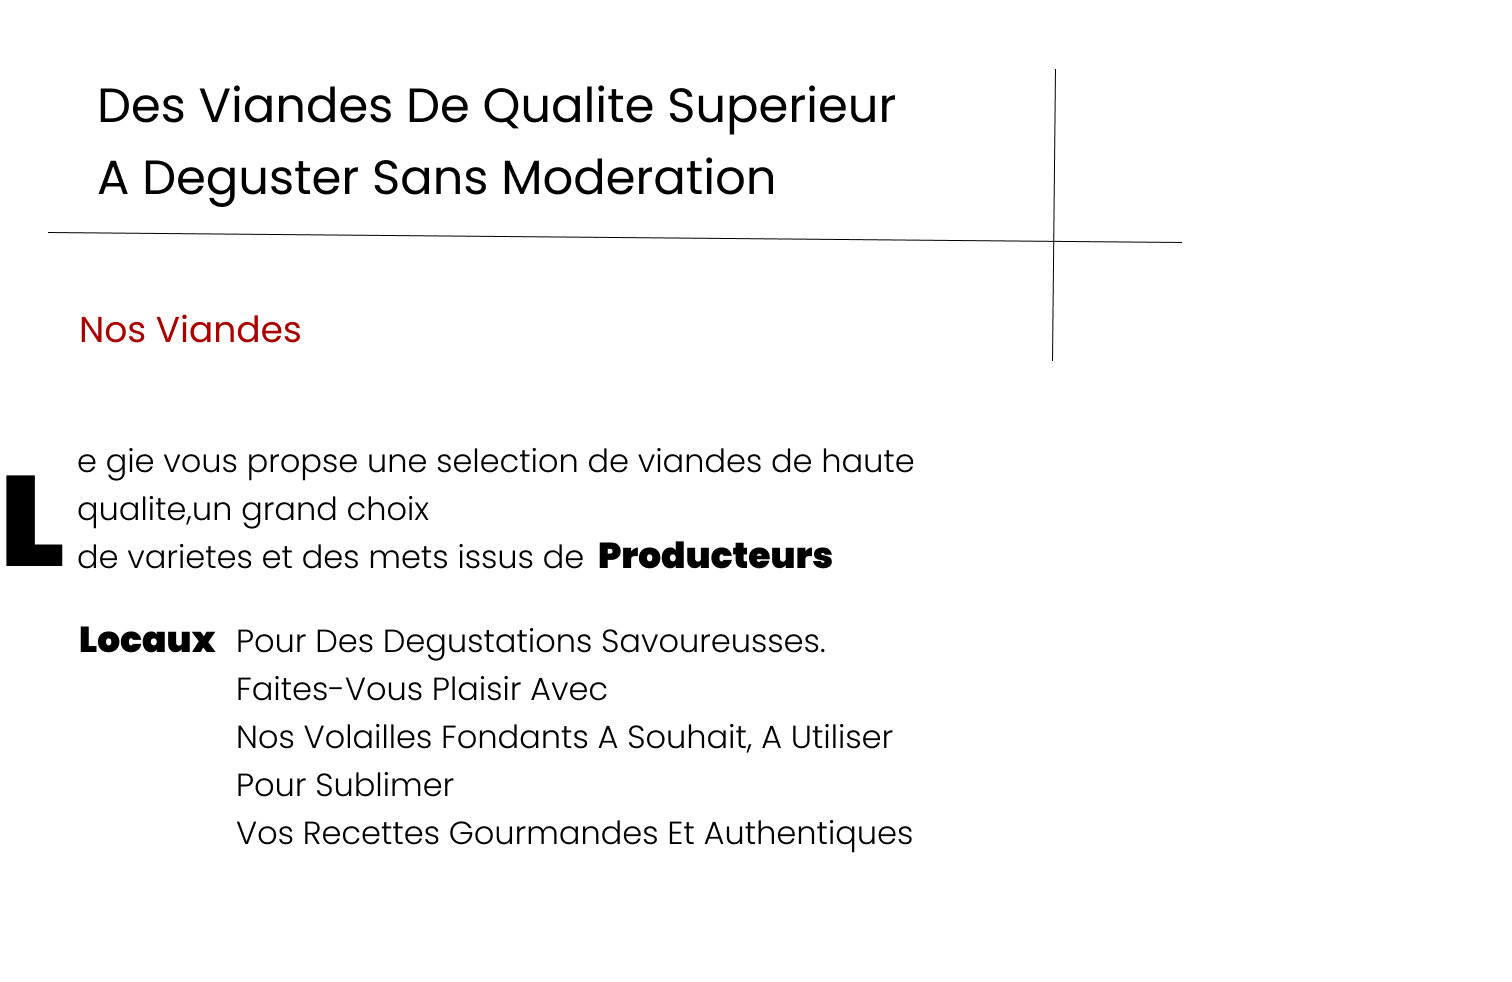 Des Viandes De Qualite Superieur
A Deguster Sans Moderation
Nos Viandes
Le gie vous propse une selection de viandes de haute
qualite,un grand choix
de varietes et des mets issus de Producteurs
Locaux Pour Des Degustations Savoureusses.
Faites-Vous Plaisir Avec
Nos Volailles Fondants A Souhait, A Utiliser
Pour Sublimer
Vos Recettes Gourmandes Et Authentiques